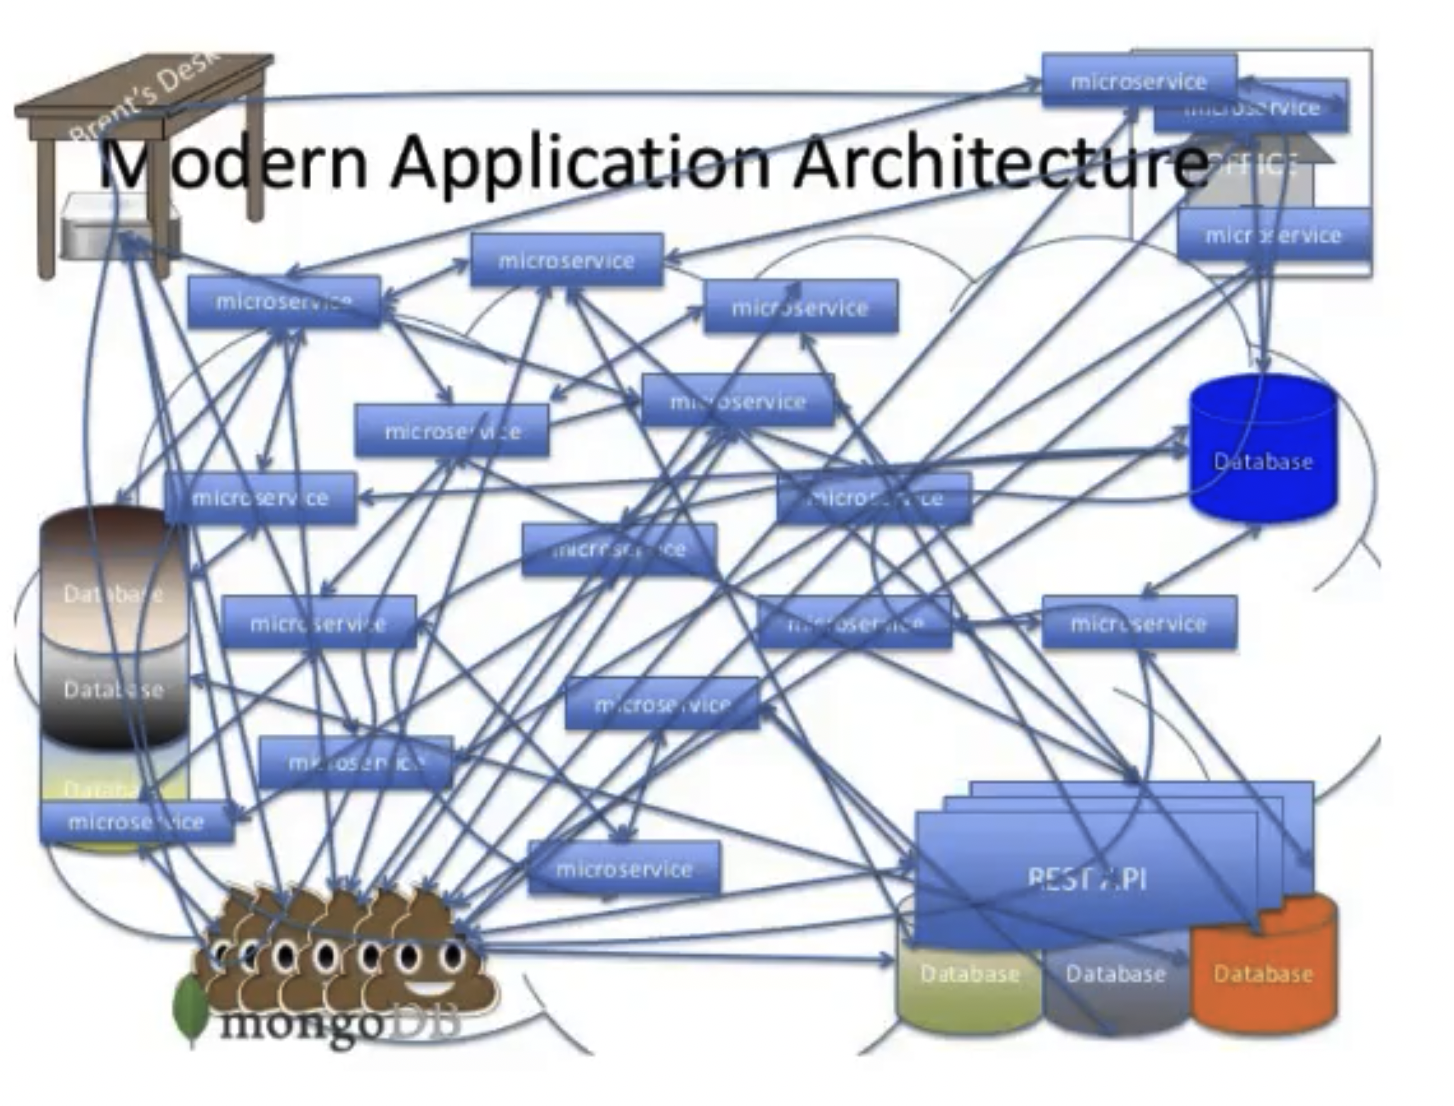 Brent's Desk
microservice
microservice
Modern Application Architecture
OFFICE
microservice
microservice
microservice
microservice
microservice
microservice
Database
microservice
microservice
microservice
Database
microservice
microservice
microservice
Database
microservice
microservice
Database
microservice
microservice
REST API
Database
Database
Database
mongoDB